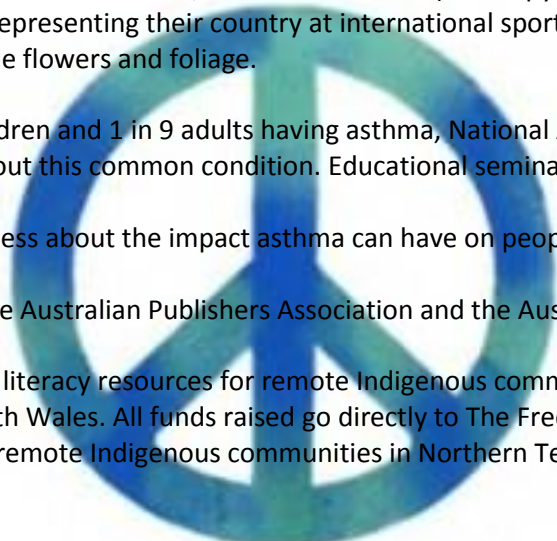 epresenting their country at international sport
e flowers and foliage.
dren and 1 in 9 adults having asthma, National
out this common condition. Educational semina
ess about the impact asthma can have on peop
e Australian Publishers Association and the Aus
literacy resources for remote Indigenous comm
th Wales. All funds raised go directly to The Fre
remote Indigenous communities in Northern Te